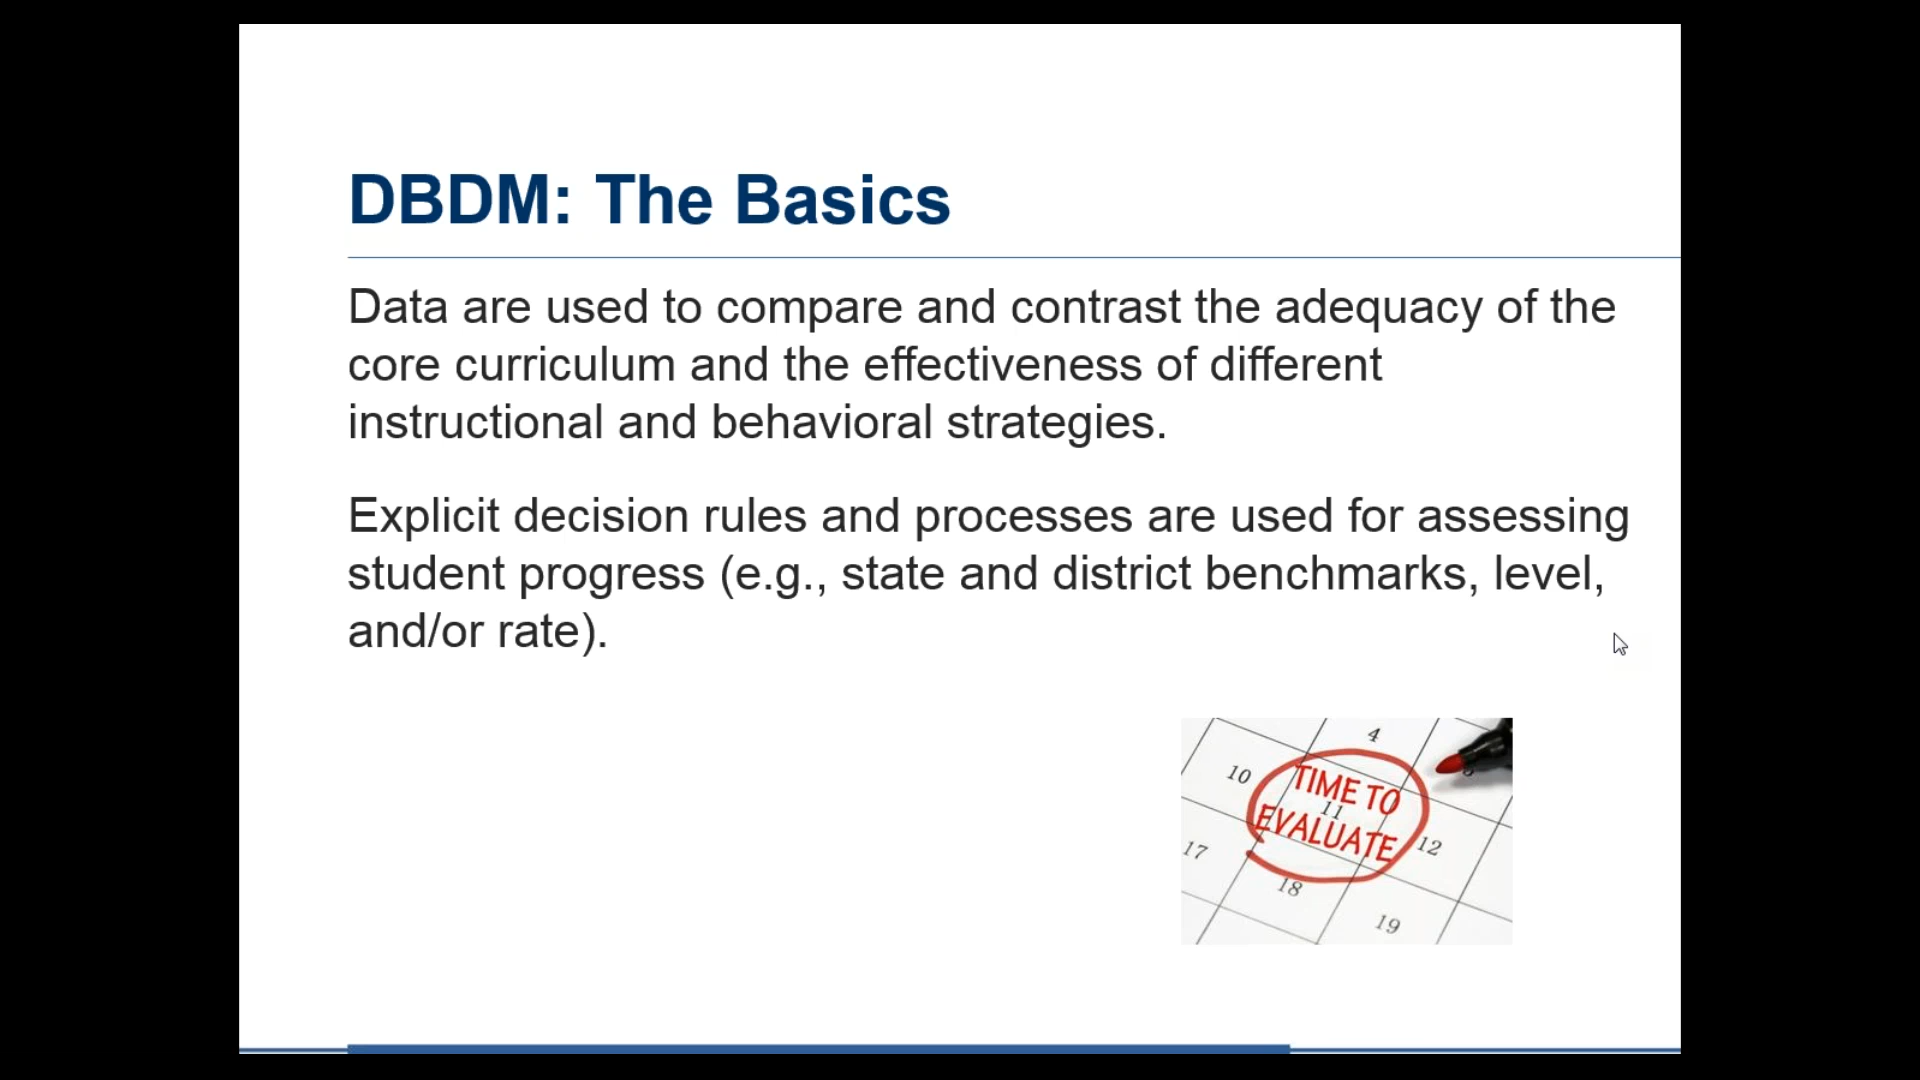 DBDM: The Basics
Data are used to compare and contrast the adequacy of the
core curriculum and the effectiveness of different
instructional and behavioral strategies.
Explicit decision rules and processes are used for assessing
student progress (e.g., state and district benchmarks, level,
and/or rate).
4
10
TIME TO
11
EVALUATE
12
17
18
19